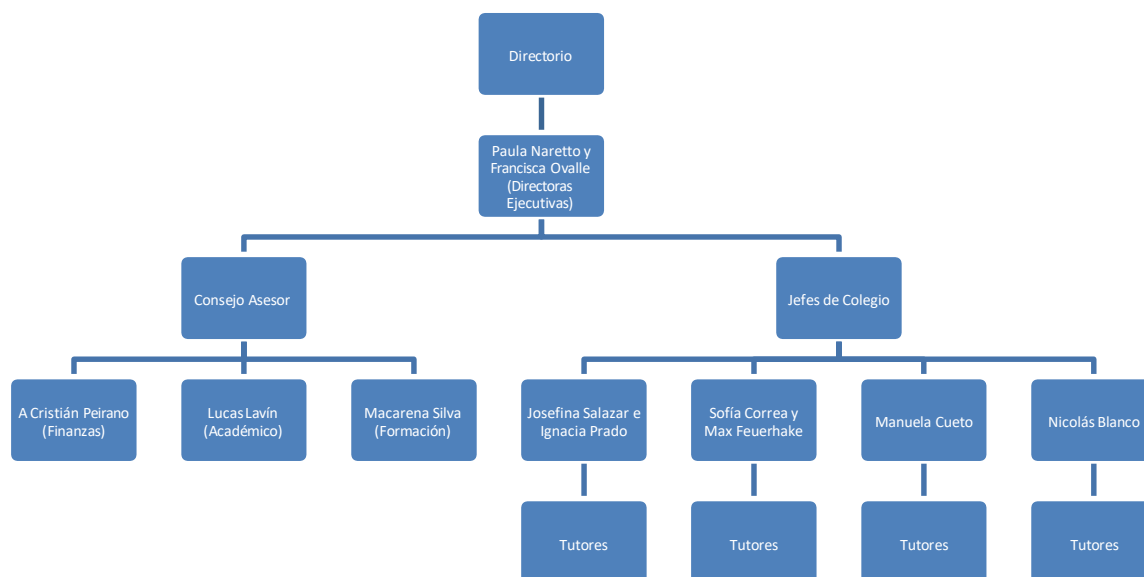 Directorio
Paula Naretto y
Francisca Ovalle
(Directoras
Ejecutivas)
Consejo Asesor
Jefes de Colegio
A Cristián Peirano
(Finanzas)
Lucas Lavín
(Académico)
Macarena Silva
(Formación)
Josefina Salazar e
Ignacia Prado
Sofía Correa y
Max Feuerhake
Manuela Cueto
Nicolás Blanco
Tutores
Tutores
Tutores
Tutores